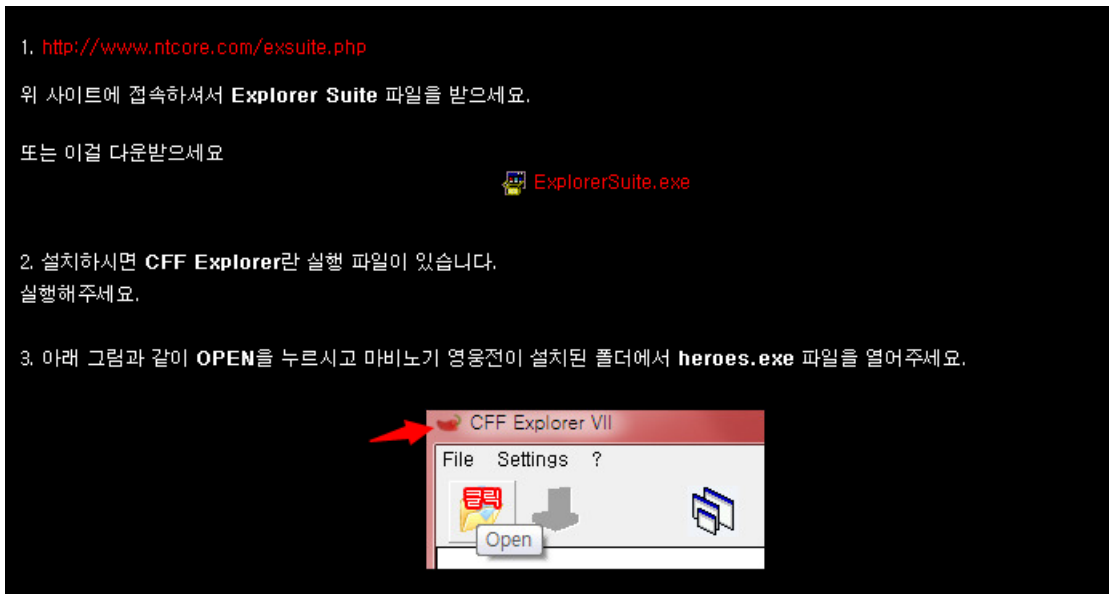 1. http://www.ntcore.com/exsuite.php
위 사이트에 접속하셔서 Explorer Suite 파일을 받으세요.
또는 이걸 다운받으세요
ExplorerSuite.exe
2. 설치하시면 CFF Explorer란 실행 파일이 있습니다.
실행해주세요.
3. 아래 그림과 같이 OPEN을 누르시고 마비노기 영웅전이 설치된 폴더에서 heroes.exe 파일을 열어주세요.
CFF Explorer VII
File Settings ?
클릭
Open